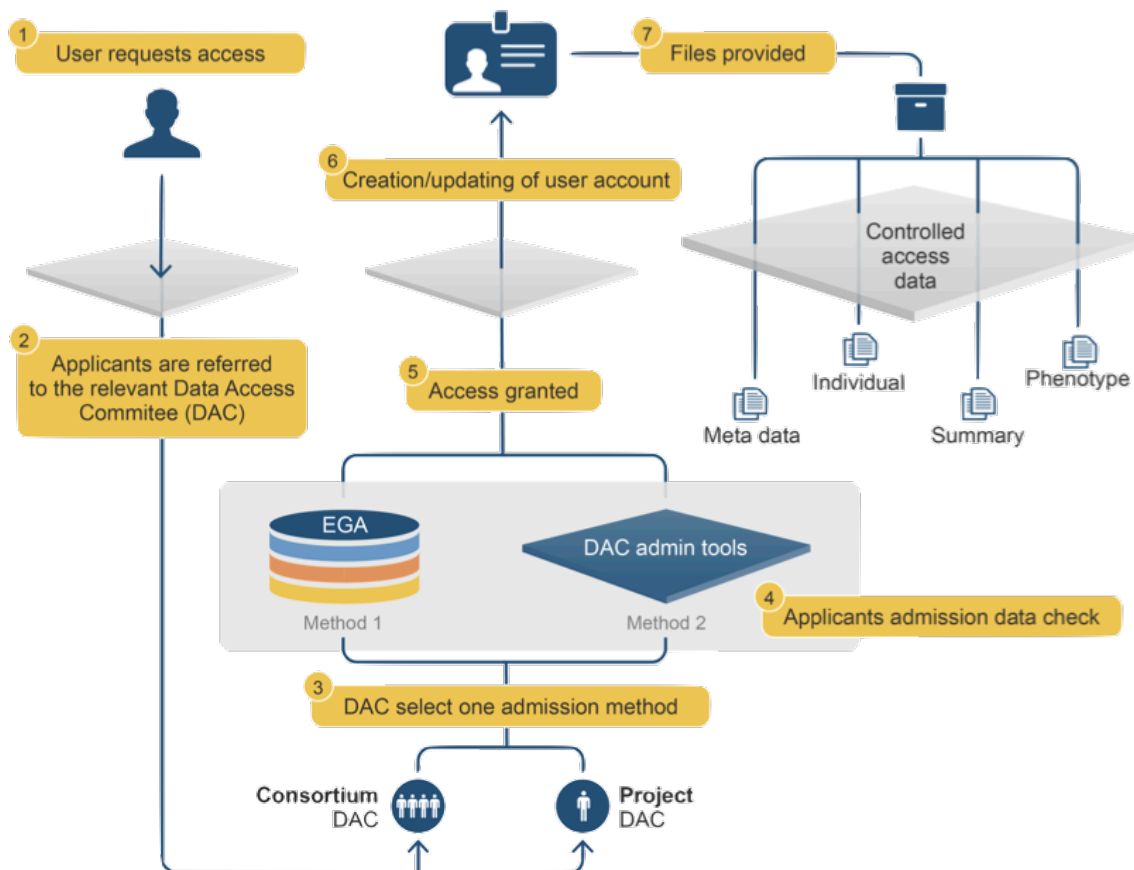 1
User requests access
7
Files provided
6
Creation/updating of user account
Controlled
access
data
2
Applicants are referred
to the relevant Data Access
Commitee (DAC)
5
Access granted
Individual
Phenotype
Meta data
Summary
EGA
DAC admin tools
Method 1
Method 2
4
Applicants admission data check
3
DAC select one admission method
Consortium
DAC
Project
DAC